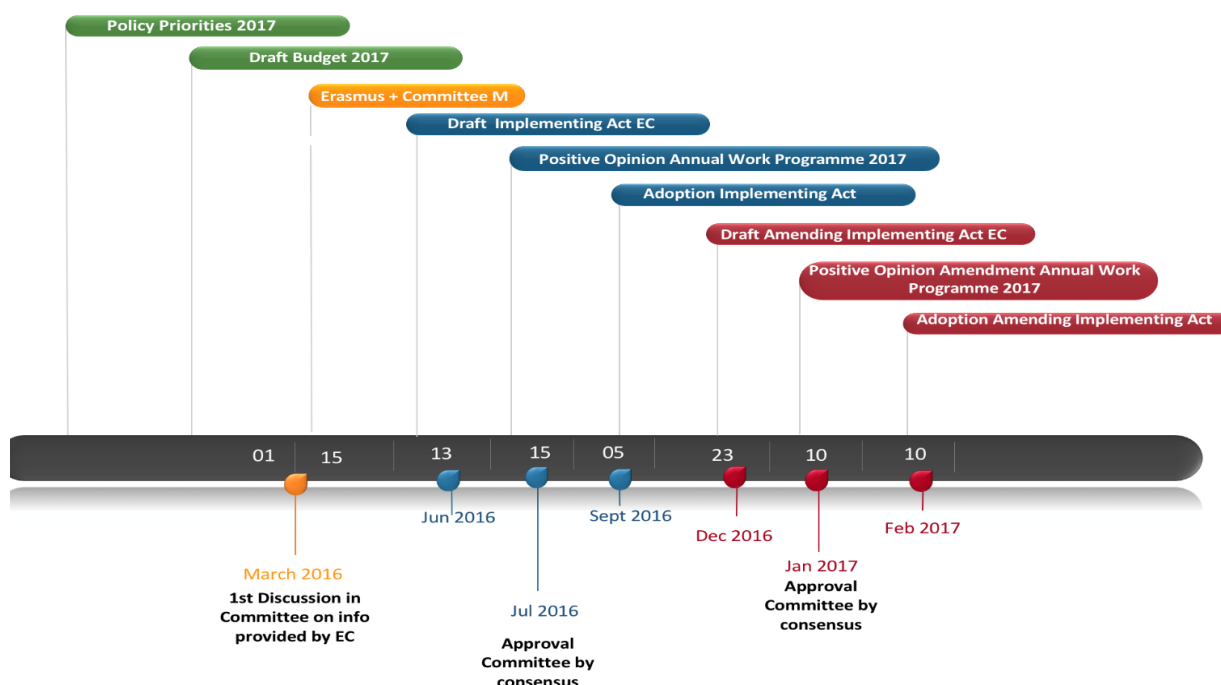 Policy Priorities 2017
Draft Budget 2017
Erasmus + Committee M
Draft Implementing Act EC
Positive Opinion Annual Work Programme 2017
Adoption Implementing Act
Draft Amending Implementing Act EC
Positive Opinion Amendment Annual Work
Programme 2017
Adoption Amending Implementing Act
01
15
13
15
05
23
10
10
March 2016
1st Discussion in
Committee on info
provided by EC
Jun 2016
Jul 2016
Approval
Committee by
consensus
Sept 2016
Dec 2016
Jan 2017
Approval
Committee by
consensus
Feb 2017